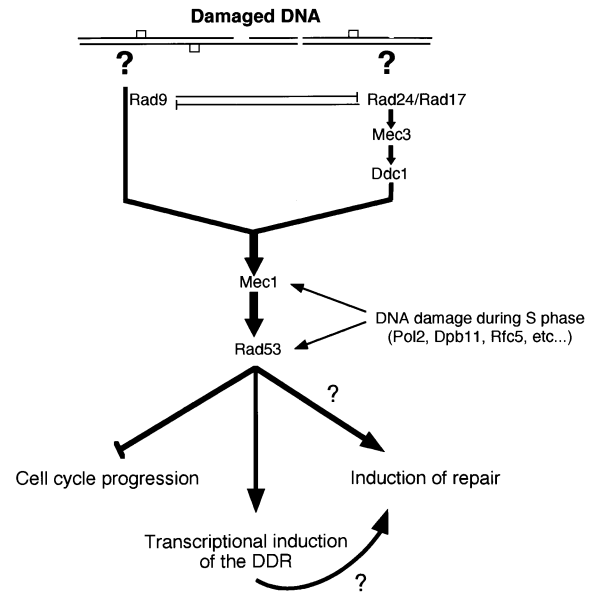 Damaged DNA
? ?
Rad9 Rad24/Rad17
Mec3
Ddc1
Mec1
DNA damage during S phase
(Pol2, Dpb11, Rfc5, etc...)
Rad53
?
Cell cycle progression Induction of repair
Transcriptional induction
of the DDR
?